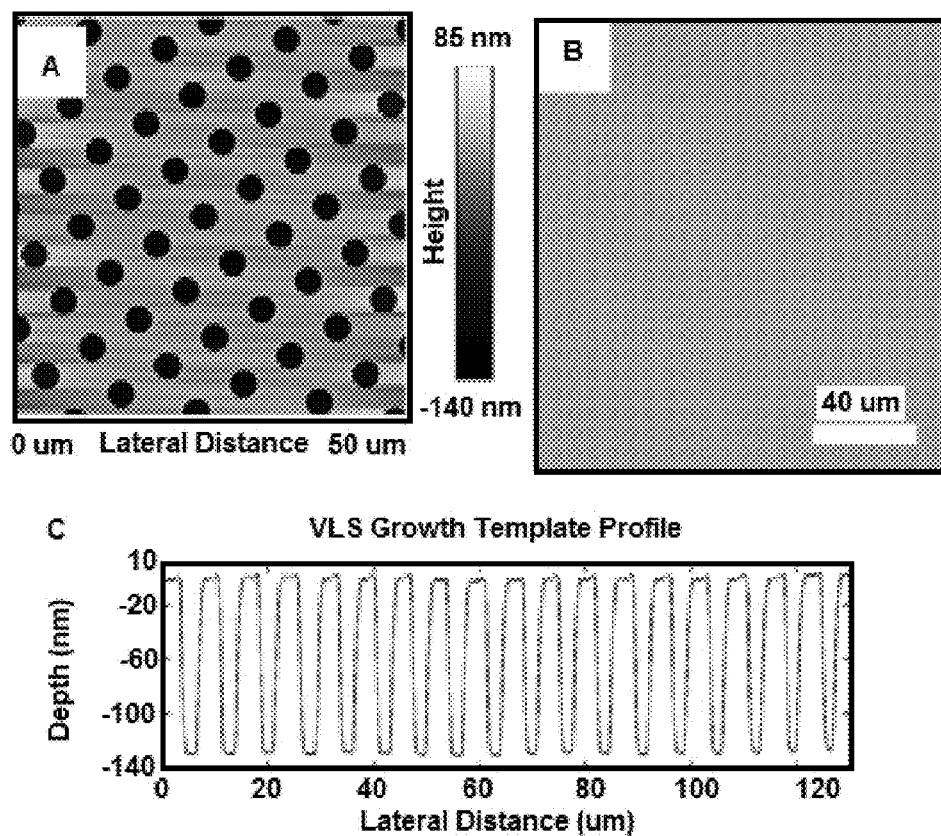 A
85 nm
Height
-140 nm
0 um Lateral Distance 50 um
B
40 um
C VLS Growth Template Profile
10
-20
-60
-100
-140
Depth (nm)
0 20 40 60 80 100 120
Lateral Distance (um)